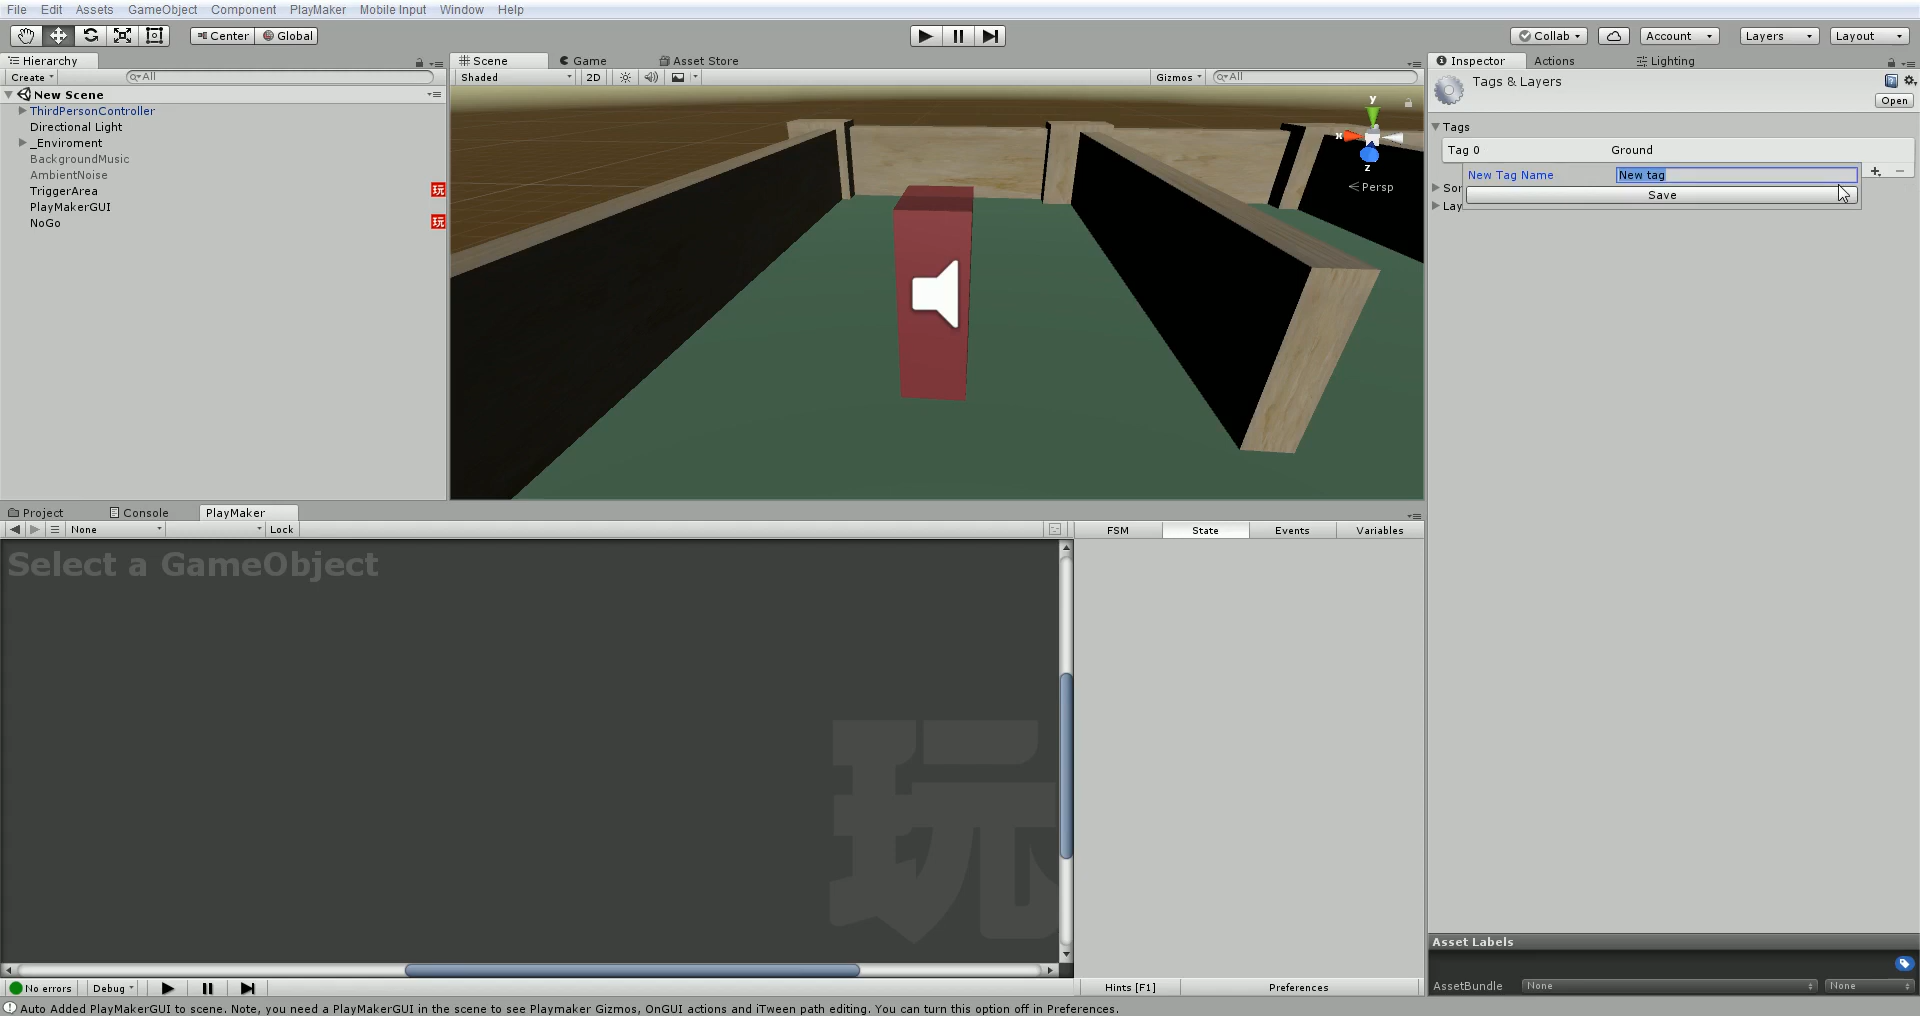 File Edit Assets GameObject Component PlayMaker Mobile Input Window Help
Center Global Collab Account Layers Layout
Hierarchy Scene Game Asset Store Inspector Actions Lighting
Create All Shaded 2D Gizmos All
Tags & Layers
Open
New Scene
ThirdPersonController
Directional Light
_Enviroment
BackgroundMusic
AmbientNoise
TriggerArea 玩
PlayMakerGUI
NoGo 玩
y
x
z
Persp
Tags
Tag 0 Ground
New Tag Name New tag
Sor Save
Lay
Project Console PlayMaker
None Lock FSM State Events Variables
Select a GameObject
玩
Asset Labels
AssetBundle None None
No errors Debug Hints [F1] Preferences
Auto Added PlayMakerGUI to scene. Note, you need a PlayMakerGUI in the scene to see Playmaker Gizmos, OnGUI actions and iTween path editing. You can turn this option off in Preferences.